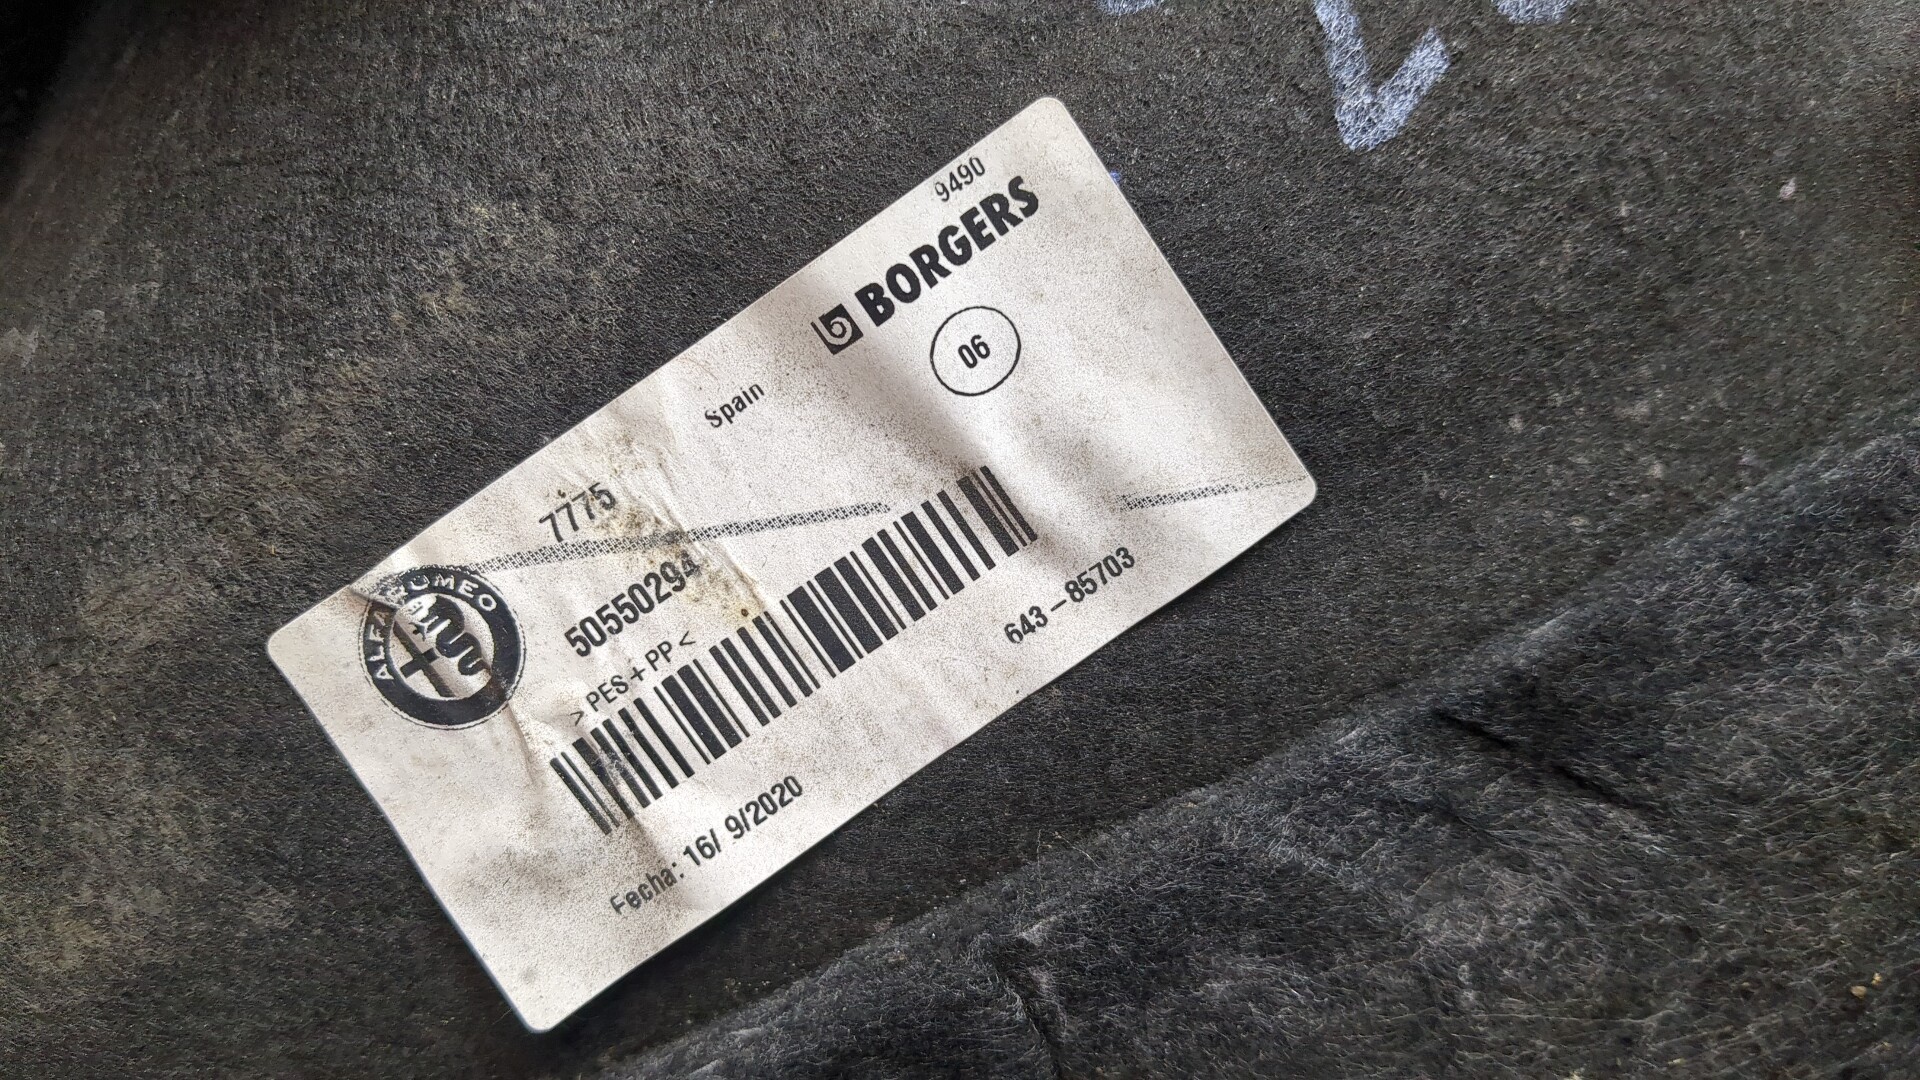 9490
BORGERS
06
Spain
7775
ALFA ROMEO
50550294
> PES + PP <
643 – 85703
Fecha: 16/ 9/2020